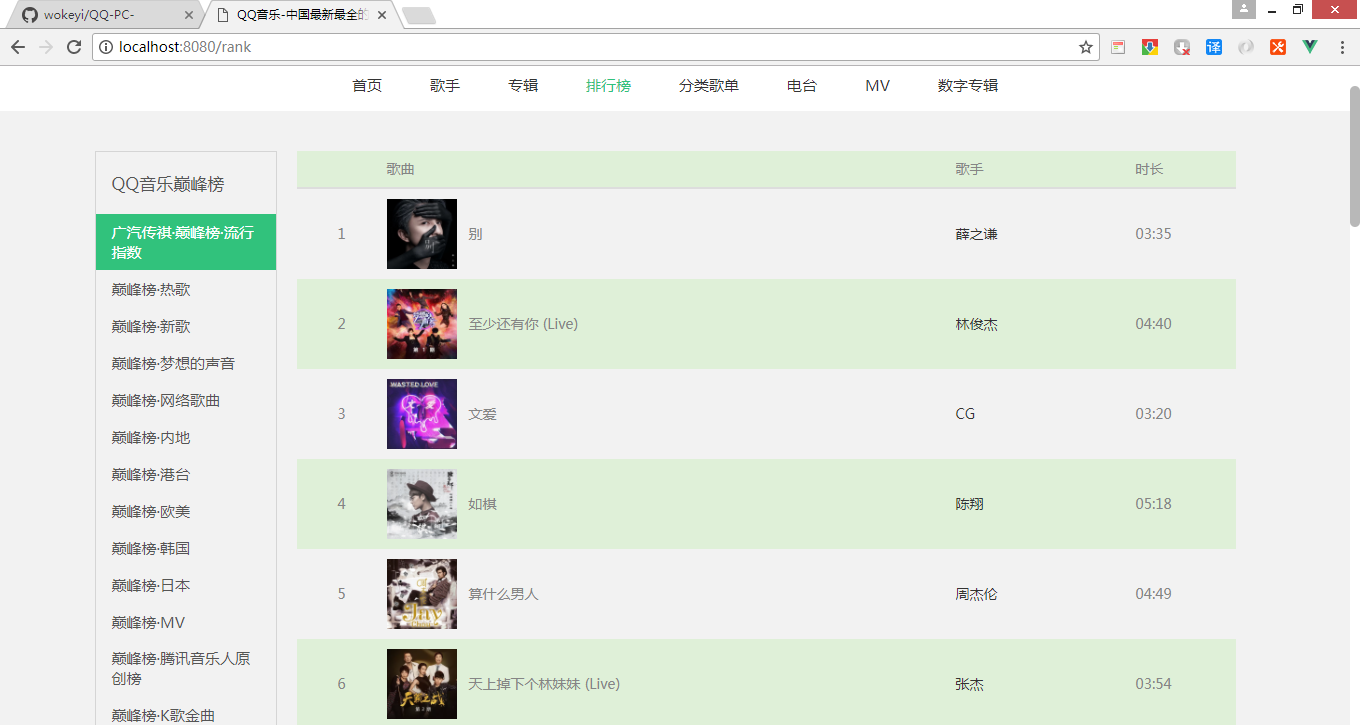 wokeyi/QQ-PC-
QQ音乐-中国最新最全的
localhost:8080/rank
译
首页 歌手 专辑 排行榜 分类歌单 电台 MV 数字专辑
QQ音乐巅峰榜
广汽传祺·巅峰榜·流行
指数
巅峰榜·热歌
巅峰榜·新歌
巅峰榜·梦想的声音
巅峰榜·网络歌曲
巅峰榜·内地
巅峰榜·港台
巅峰榜·欧美
巅峰榜·韩国
巅峰榜·日本
巅峰榜·MV
巅峰榜·腾讯音乐人原
创榜
巅峰榜·K歌金曲
歌曲 歌手 时长
1 别 薛之谦 03:35
2 至少还有你 (Live) 林俊杰 04:40
WASTED LOVE
3 文爱 CG 03:20
4 如棋 陈翔 05:18
Jay
5 算什么男人 周杰伦 04:49
6 天上掉下个林妹妹 (Live) 张杰 03:54